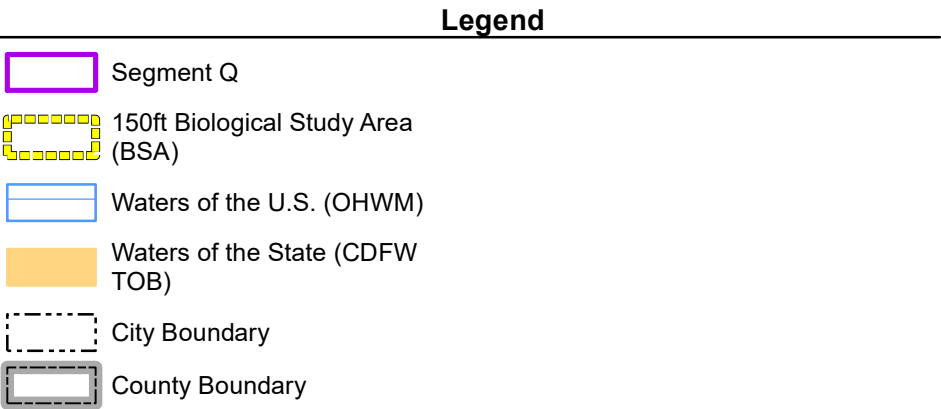 Legend
Segment Q
150ft Biological Study Area
(BSA)
Waters of the U.S. (OHWM)
Waters of the State (CDFW
TOB)
City Boundary
County Boundary